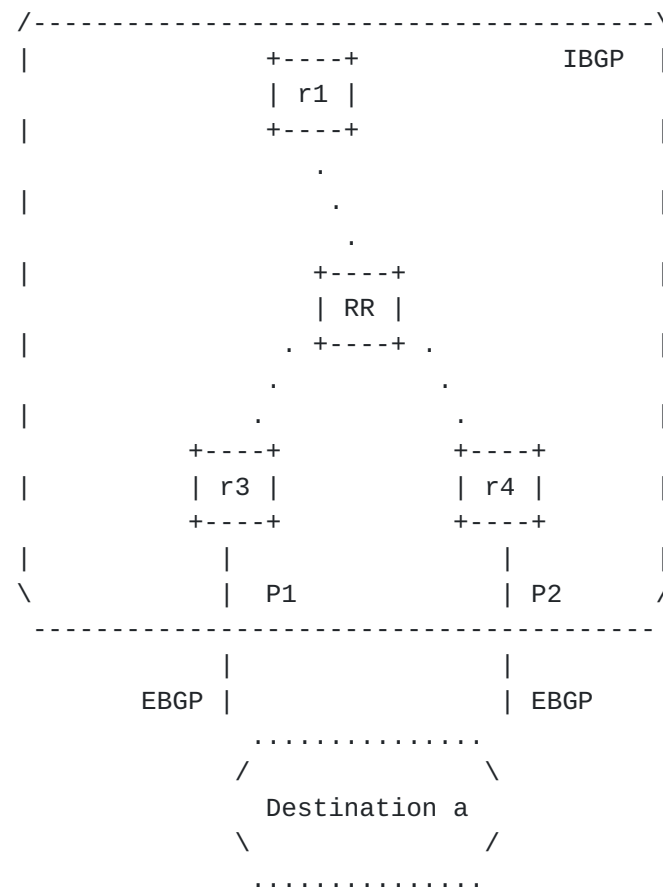 IBGP
r1
RR
r3 r4
P1 P2
EBGP EBGP
Destination a